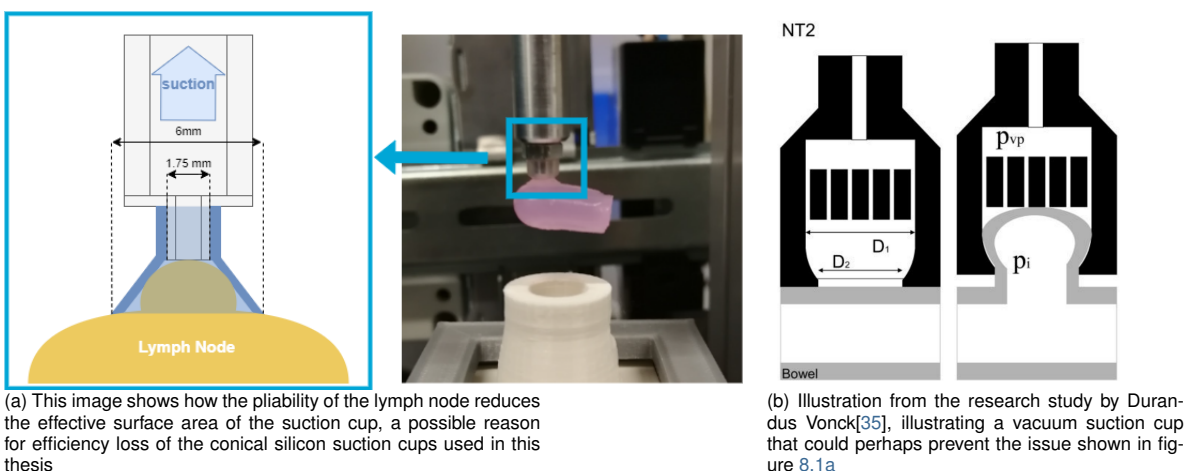 suction
6mm
1.75 mm
Lymph Node
(a) This image shows how the pliability of the lymph node reduces
the effective surface area of the suction cup, a possible reason
for efficiency loss of the conical silicon suction cups used in this
thesis
NT2
D₁
D₂
Bowel
pvp
pi
(b) Illustration from the research study by Duran-
dus Vonck[35], illustrating a vacuum suction cup
that could perhaps prevent the issue shown in fig-
ure 8.1a